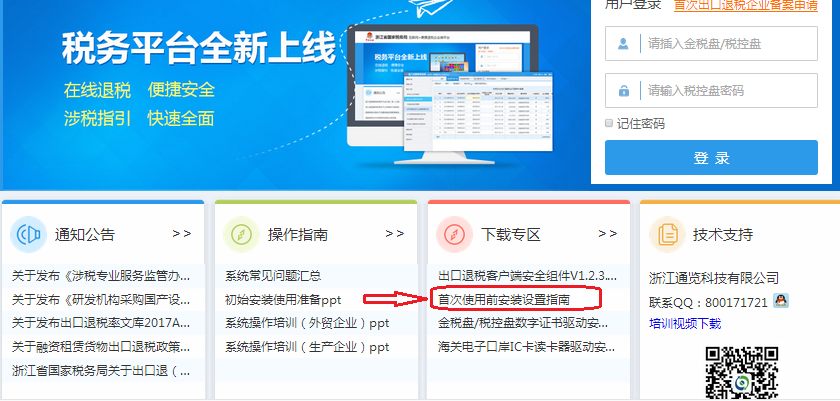 用户登录 首次出口退税企业备案申请
税务平台全新上线
在线退税 便捷安全
涉税指引 快速全面
请插入金税盘/税控盘
请输入税控盘密码
记住密码
登 录
通知公告 >>
关于发布《涉税专业服务监管办...
关于发布《研发机构采购国产设...
关于发布出口退税率文库2017A...
关于融资租赁货物出口退税政策...
浙江省国家税务局关于出口退（...
操作指南 >>
系统常见问题汇总
初始安装使用准备ppt
系统操作培训（外贸企业）ppt
系统操作培训（生产企业）ppt
下载专区 >>
出口退税客户端安全组件V1.2.3....
首次使用前安装设置指南
金税盘/税控盘数字证书驱动安...
海关电子口岸IC卡读卡器驱动安...
技术支持
浙江通览科技有限公司
联系QQ：800171721
培训视频下载